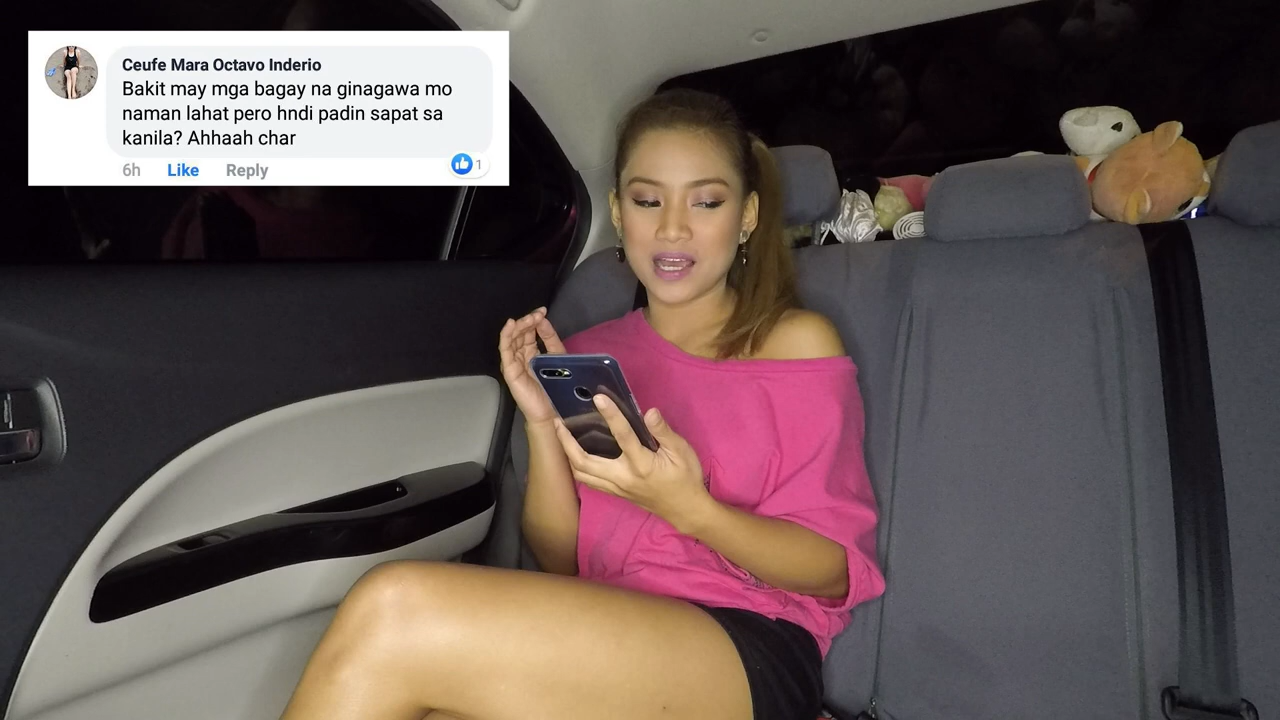 Ceufe Mara Octavo Inderio
Bakit may mga bagay na ginagawa mo
naman lahat pero hndi padin sapat sa
kanila? Ahhaah char
6h Like Reply 1